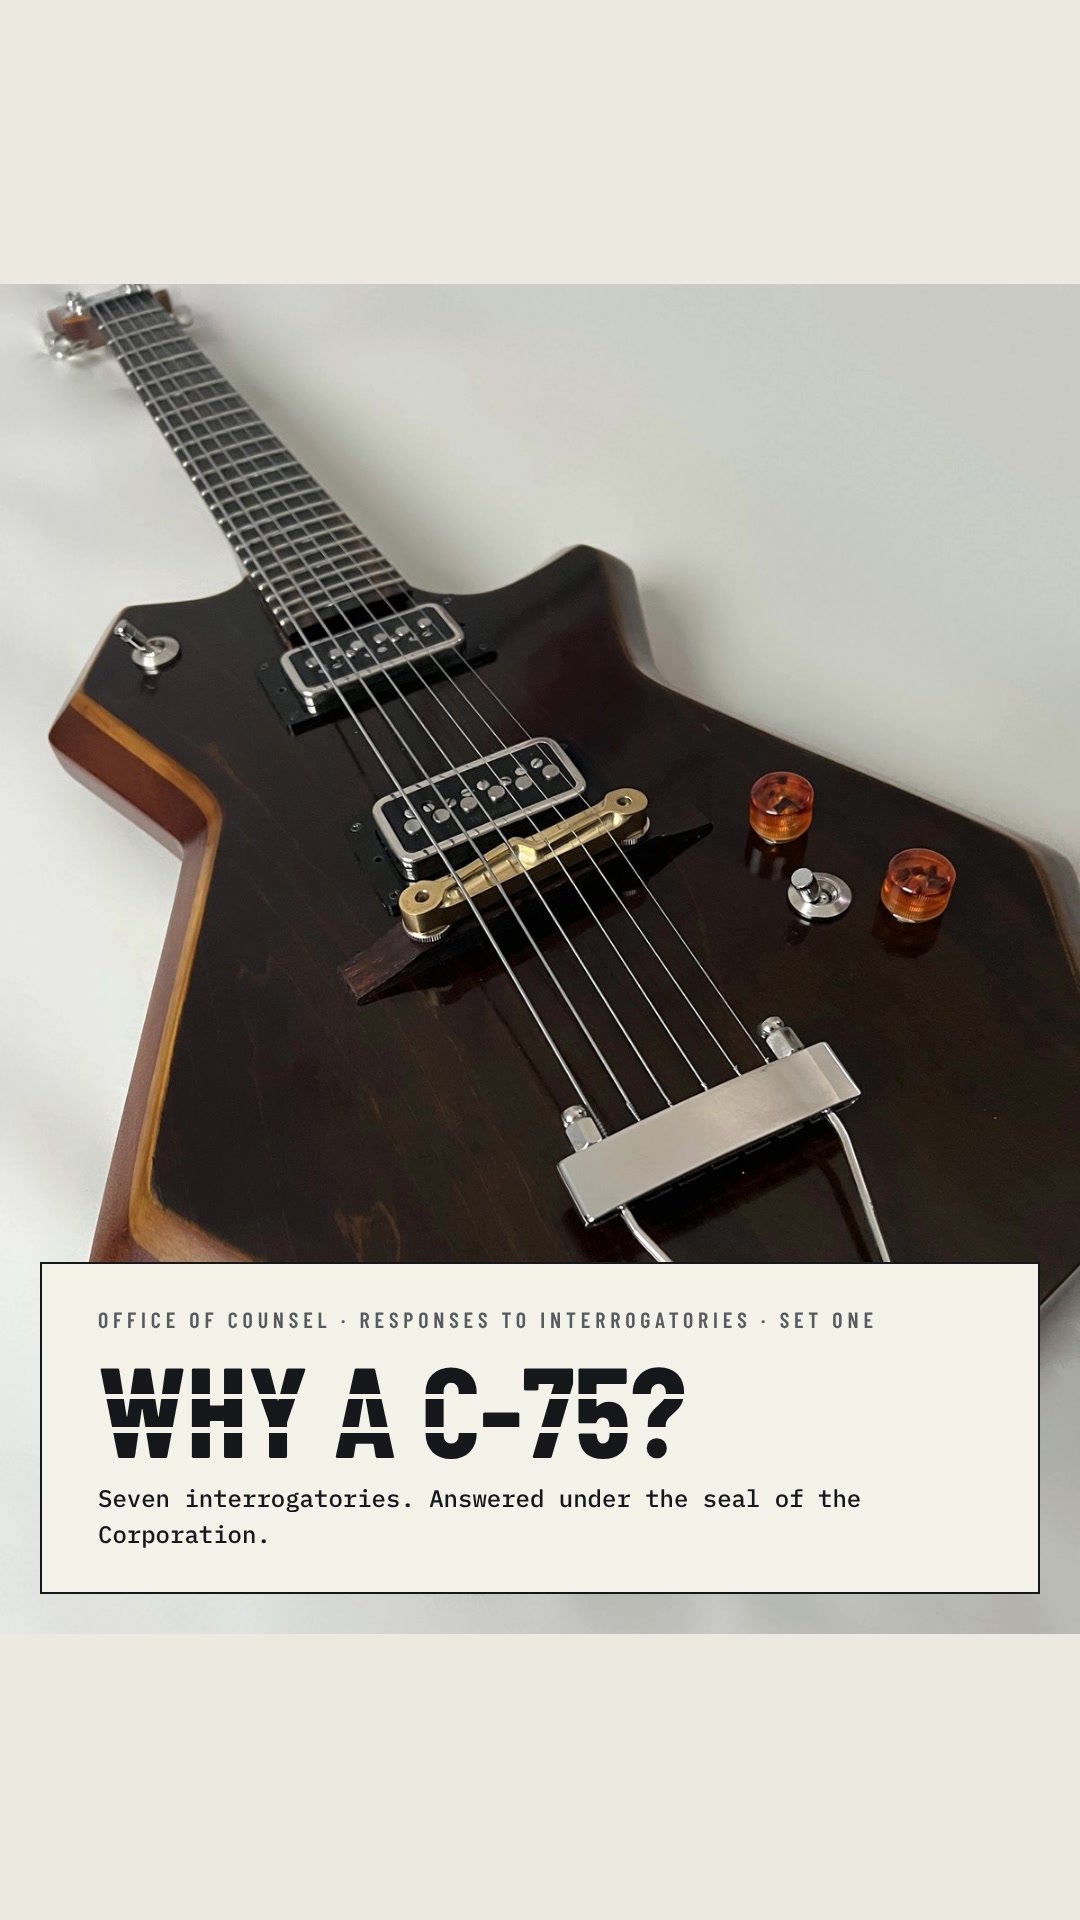 OFFICE OF COUNSEL · RESPONSES TO INTERROGATORIES · SET ONE
WHY A C-75?
Seven interrogatories. Answered under the seal of the
Corporation.